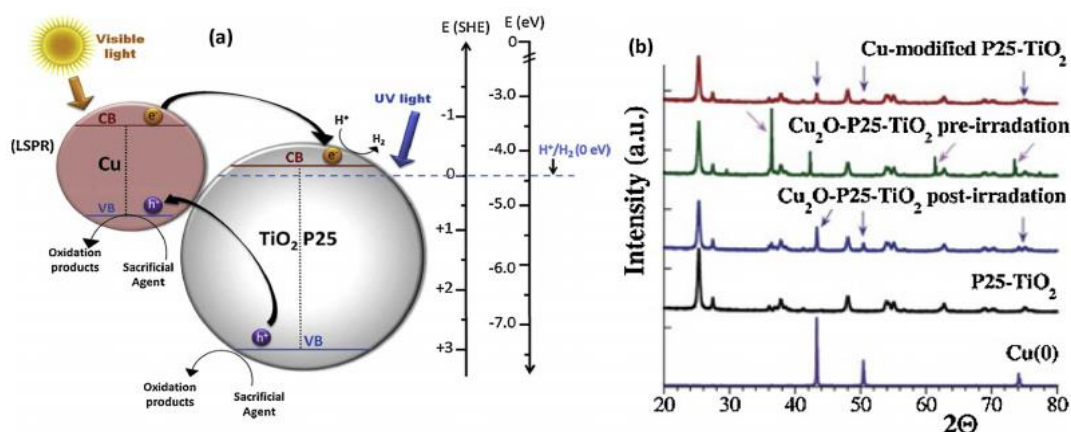 (a)
Visible
light
E (SHE)
E (eV)
0
-1
0
+1
+2
+3
-3.0
-4.0
-5.0
-6.0
-7.0
UV light
H⁺/H₂(0 eV)
(LSPR)
CB
e⁻
Cu
VB
h⁺
Oxidation
products
Sacrificial
Agent
H⁺
H₂
e⁻
CB
TiO₂ P25
h⁺
VB
Oxidation
products
Sacrificial
Agent
(b)
Intensity (a.u.)
Cu-modified P25-TiO₂
Cu₂O-P25-TiO₂ pre-irradation
Cu₂O-P25-TiO₂ post-irradation
P25-TiO₂
Cu(0)
20 30 40 50 60 70 80
2Θ